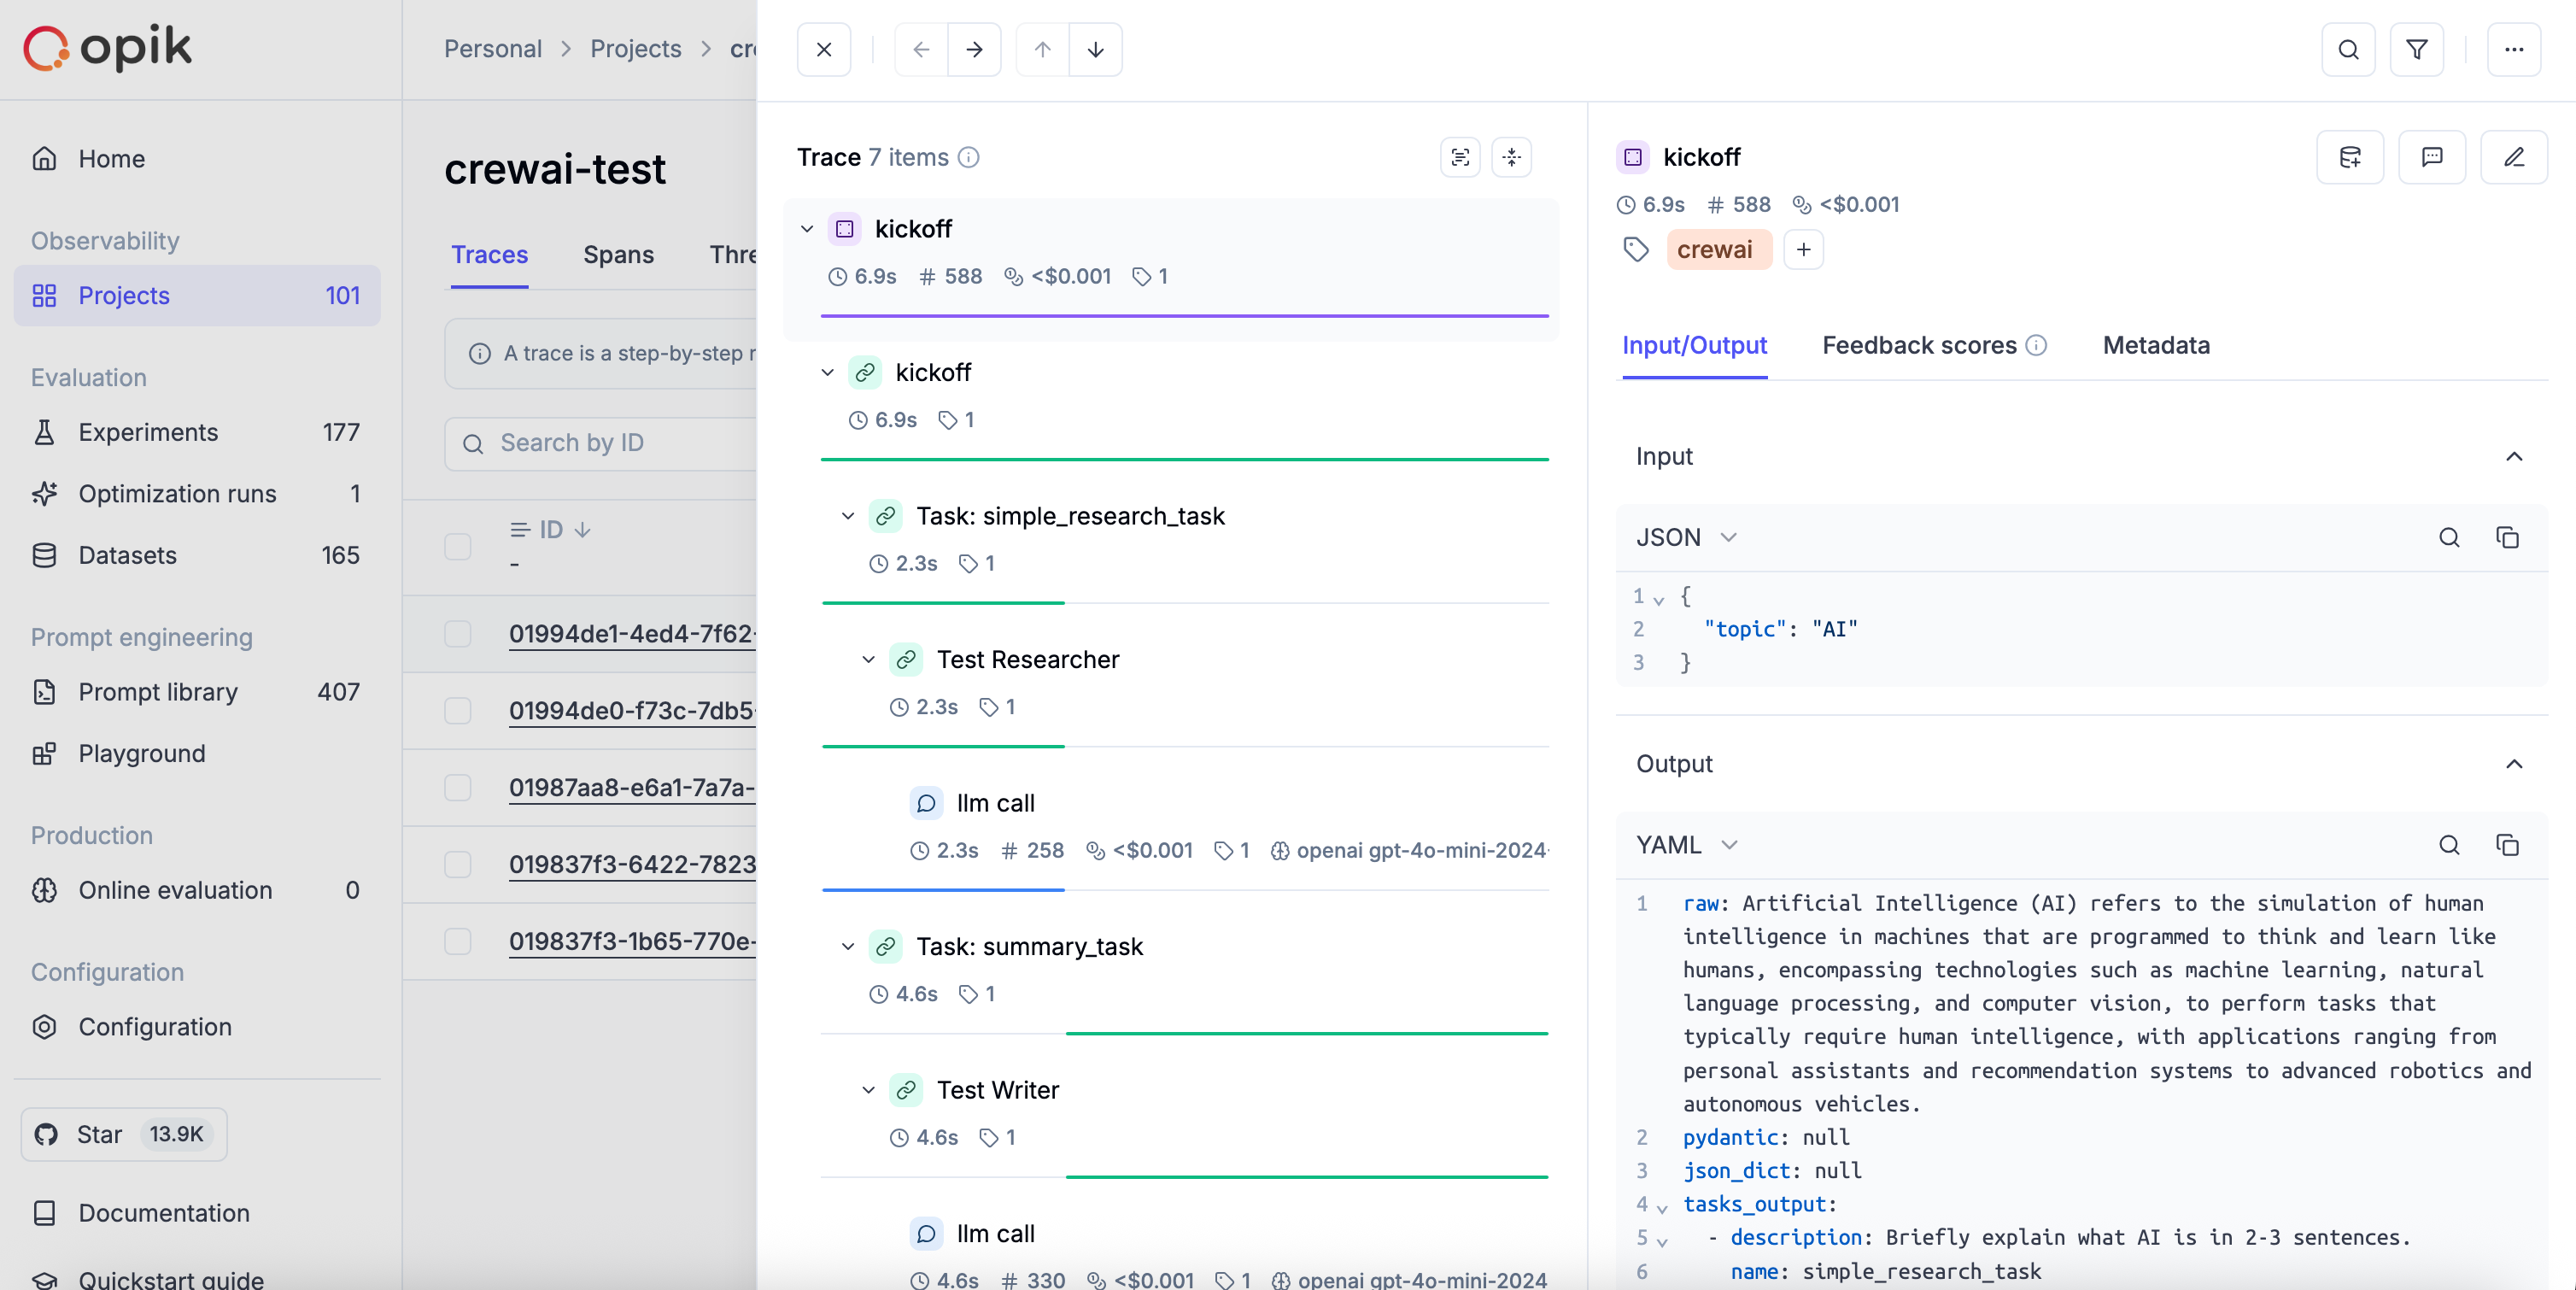 opik
Home
Observability
Projects 101
Evaluation
Experiments 177
Optimization runs 1
Datasets 165
Prompt engineering
Prompt library 407
Playground
Production
Online evaluation 0
Configuration
Configuration
Star 13.9K
Documentation
Quickstart guide
Personal > Projects >
crewai-test
Traces Spans
A trace is a step-by-step
Search by ID
ID
-
01994de1-4ed4-7f62-
01994de0-f73c-7db5-
01987aa8-e6a1-7a7a-
019837f3-6422-7823
019837f3-1b65-770e-
Trace 7 items
kickoff
6.9s # 588 <$0.001 1
kickoff
6.9s 1
Task: simple_research_task
2.3s 1
Test Researcher
2.3s 1
llm call
2.3s # 258 <$0.001 1 openai gpt-4o-mini-2024-
Task: summary_task
4.6s 1
Test Writer
4.6s 1
llm call
4.6s # 330 <$0.001 1 openai gpt-4o-mini-2024
kickoff
6.9s # 588 <$0.001
crewai +
Input/Output Feedback scores Metadata
Input
JSON
1 {
2 "topic": "AI"
3 }
Output
YAML
1 raw: Artificial Intelligence (AI) refers to the simulation of human
intelligence in machines that are programmed to think and learn like
humans, encompassing technologies such as machine learning, natural
language processing, and computer vision, to perform tasks that
typically require human intelligence, with applications ranging from
personal assistants and recommendation systems to advanced robotics and
autonomous vehicles.
2 pydantic: null
3 json_dict: null
4 tasks_output:
5 - description: Briefly explain what AI is in 2-3 sentences.
6 name: simple_research_task